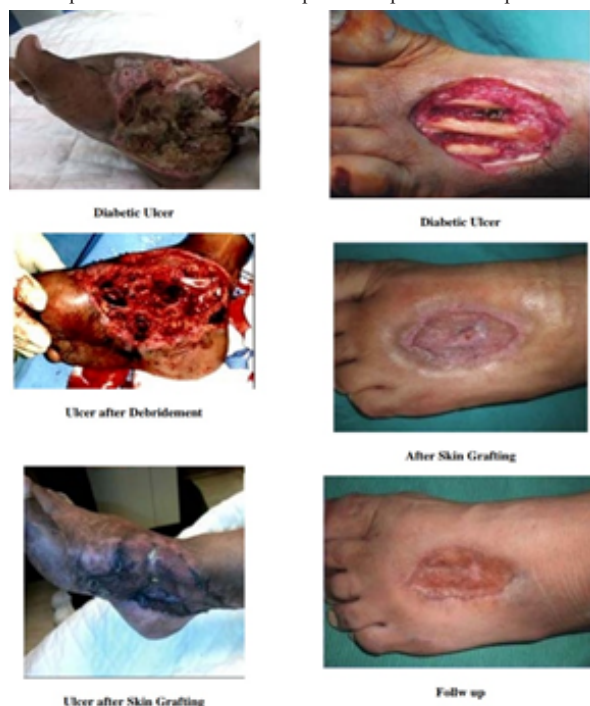 Diabetic Ulcer
Diabetic Ulcer
Ulcer after Debridement
After Skin Grafting
Ulcer after Skin Grafting
Follw up